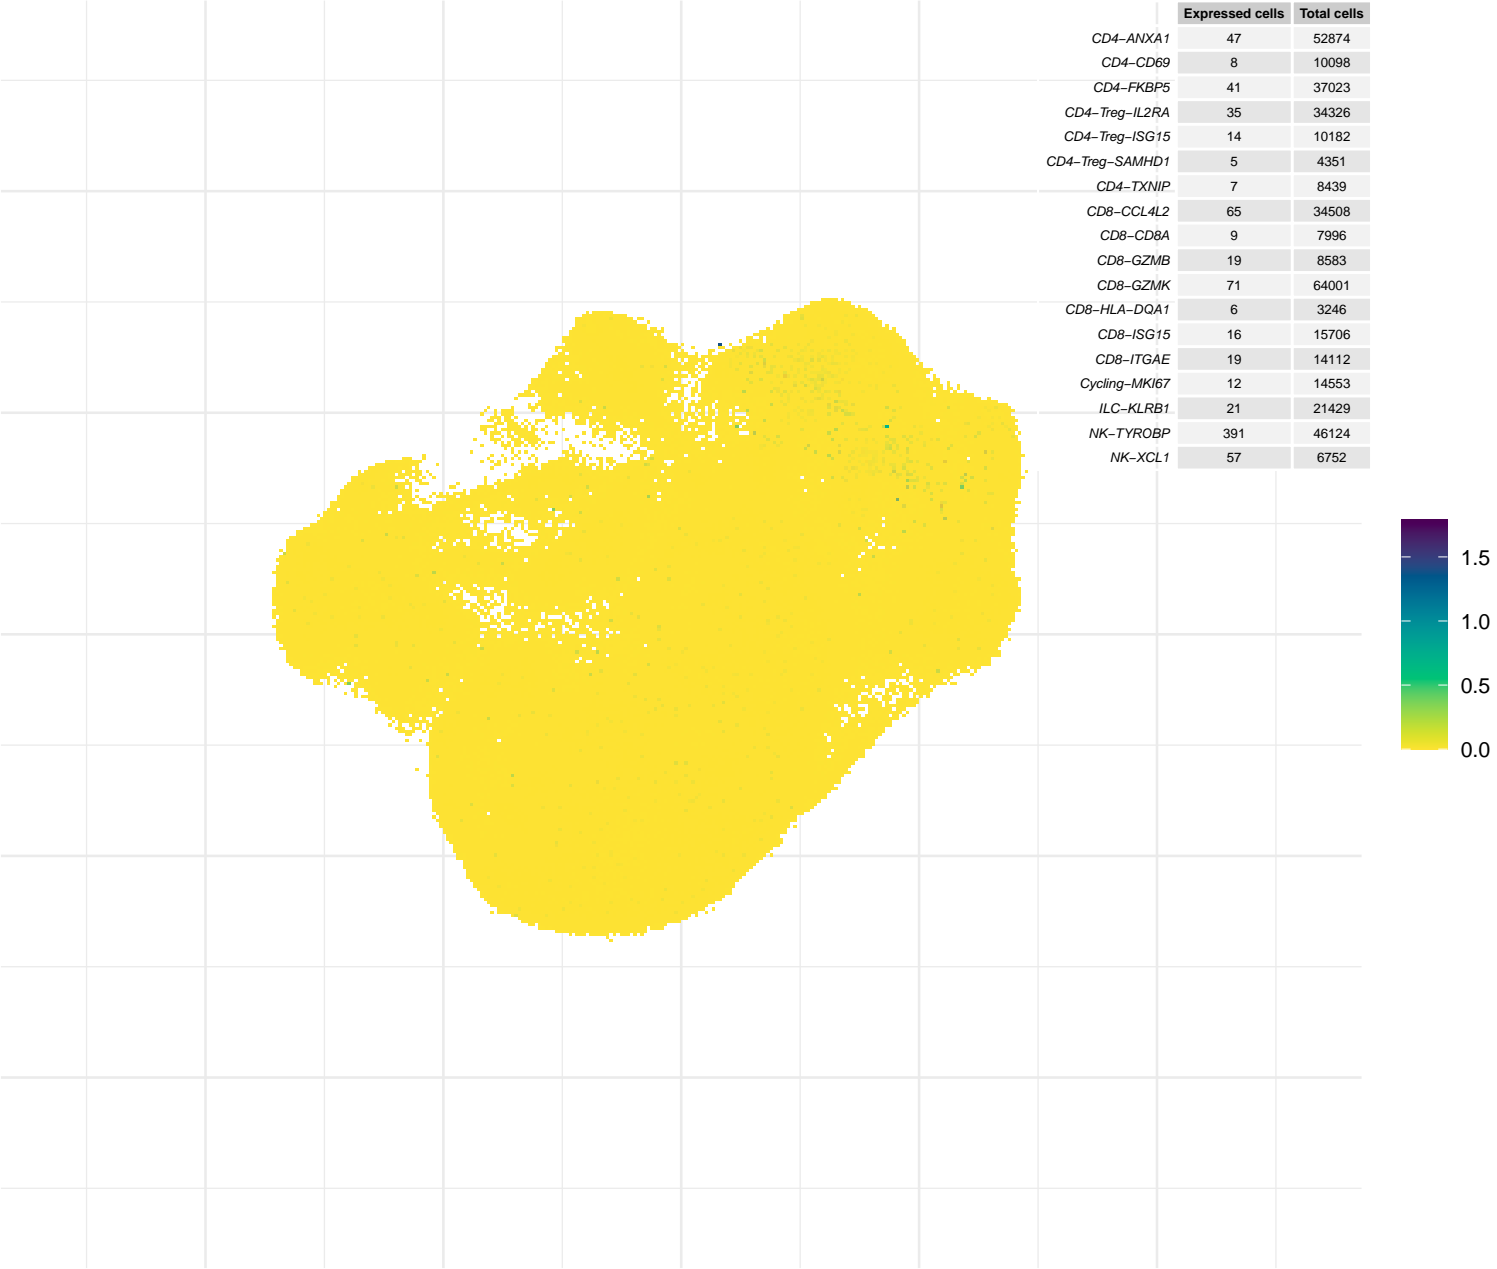 Expressed cells Total cells
CD4−ANXA1 47 52874
CD4−CD69 8 10098
CD4−FKBP5 41 37023
CD4−Treg−IL2RA 35 34326
CD4−Treg−ISG15 14 10182
CD4−Treg−SAMHD1 5 4351
CD4−TXNIP 7 8439
CD8−CCL4L2 65 34508
CD8−CD8A 9 7996
CD8−GZMB 19 8583
CD8−GZMK 71 64001
CD8−HLA−DQA1 6 3246
CD8−ISG15 16 15706
CD8−ITGAE 19 14112
Cycling−MKI67 12 14553
ILC−KLRB1 21 21429
NK−TYROBP 391 46124
NK−XCL1 57 6752
1.5
1.0
0.5
0.0